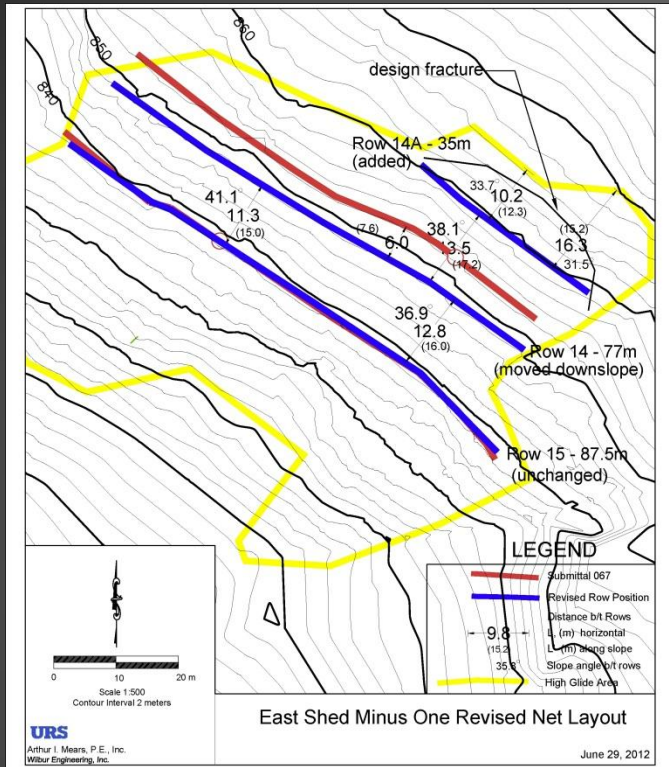 860
850
840
design fracture
Row 14A - 35m
(added)
33.7°
10.2
(12.3)
41.1°
11.3
(15.0)
(7.6)
6.0
38.1°
13.5
(17.2)
(15.2)
16.3
31.5
36.9°
12.8
(16.0)
Row 14 - 77m
(moved downslope)
Row 15 - 87.5m
(unchanged)
LEGEND
Submittal 067
Revised Row Position
Distance b/t Rows
9.8
L (m) horizontal
(15.2)
L (m) along slope
Slope angle b/t rows
High Glide Area
0 10 20 m
Scale 1:500
Contour Interval 2 meters
URS
Arthur I. Mears, P.E., Inc.
Wilbur Engineering, Inc.
East Shed Minus One Revised Net Layout
June 29, 2012